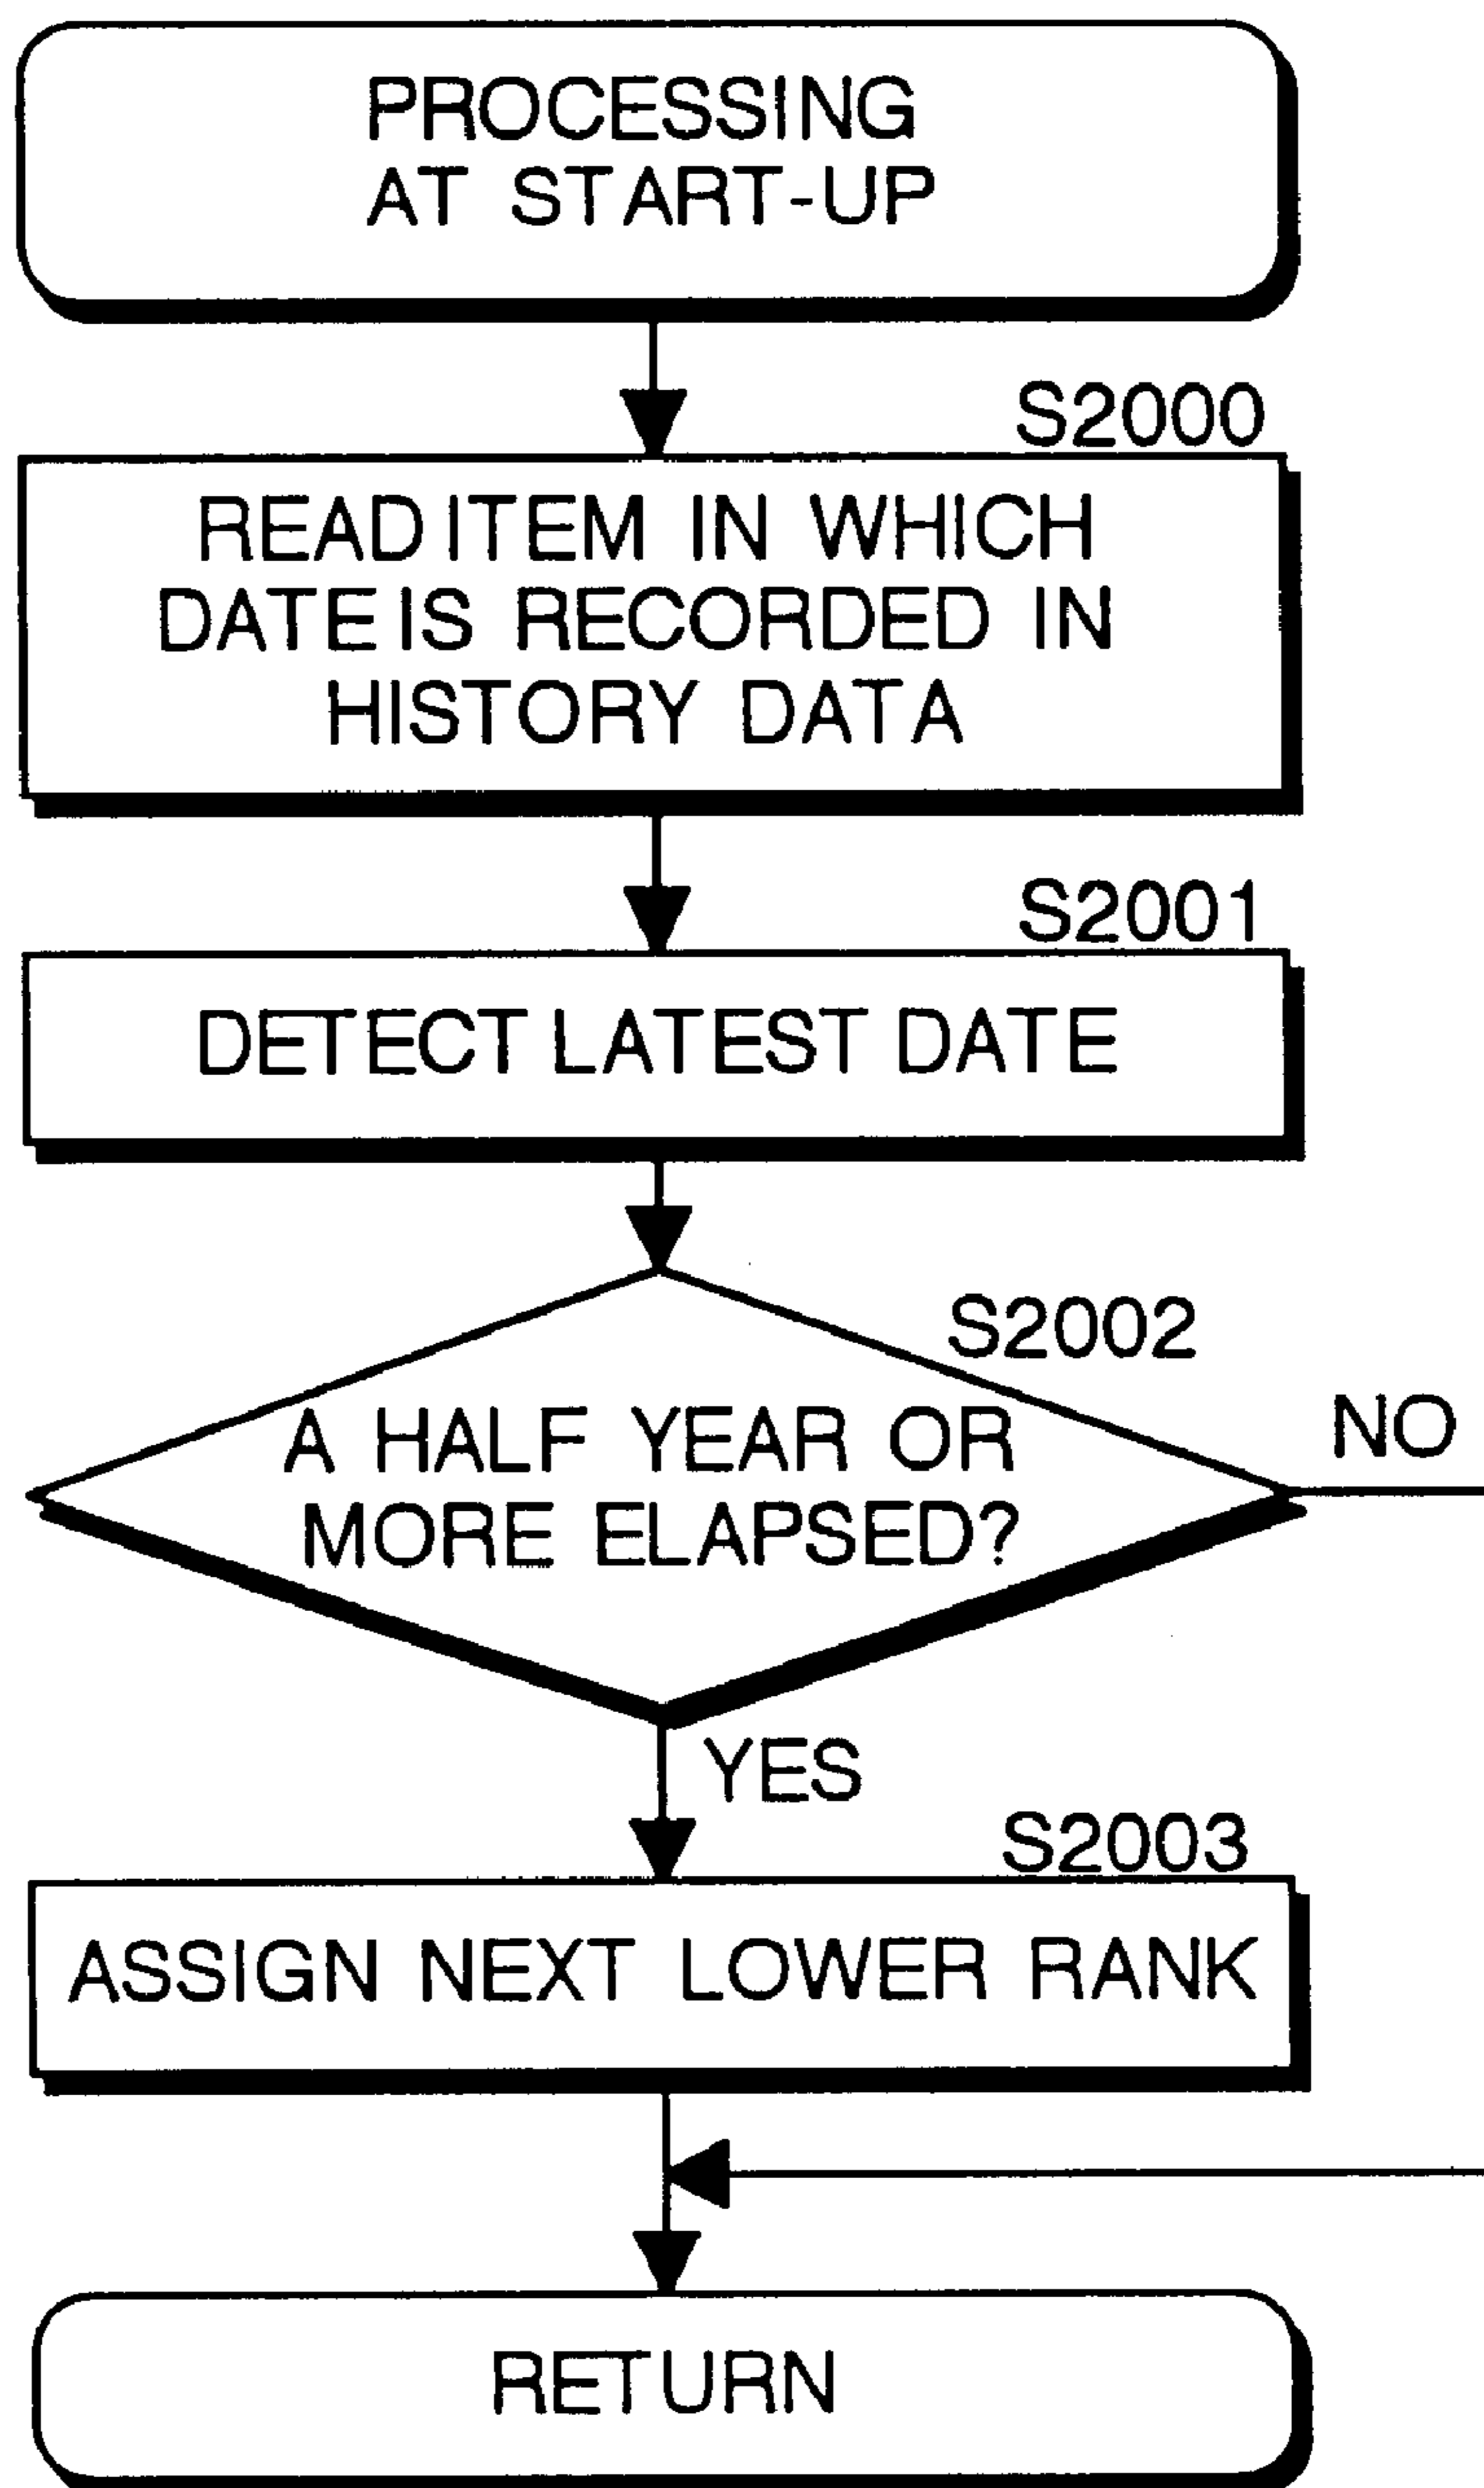 PROCESSING
AT START-UP
S2000
READ ITEM IN WHICH
DATE IS RECORDED IN
HISTORY DATA
S2001
DETECT LATEST DATE
S2002
A HALF YEAR OR
MORE ELAPSED?
NO
YES
S2003
ASSIGN NEXT LOWER RANK
RETURN